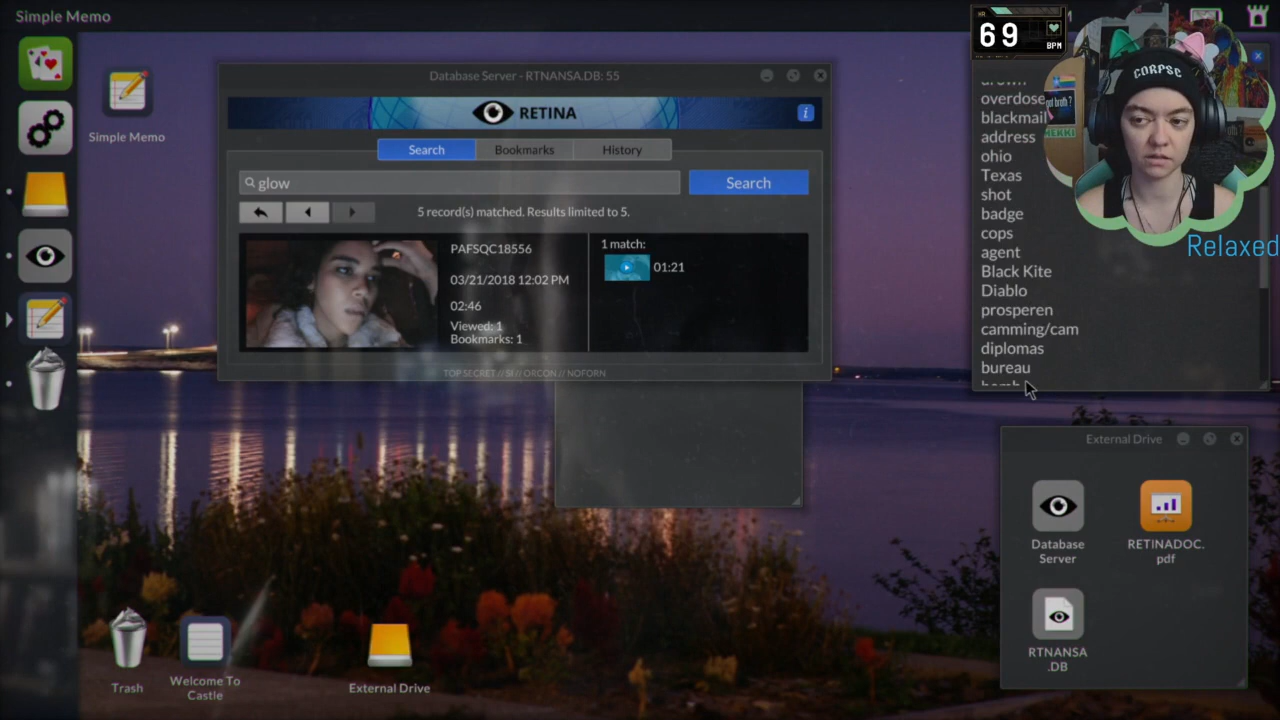 Simple Memo
69
BPM
CORPSC
Simple Memo
Database Server - RTNANSA.DB: 55
RETINA
Search
Bookmarks
History
glow
Search
5 record(s) matched. Results limited to 5.
PAFSQC18556
03/21/2018 12:02 PM
02:46
Viewed: 1
Bookmarks: 1
1 match:
01:21
TOP SECRET // SI // ORCON // NOFORN
overdose
blackmail
address
ohio
Texas
shot
badge
cops
agent
Black Kite
Diablo
prosperen
camming/cam
diplomas
bureau
Relaxed
External Drive
Database
Server
RETINADOC.
pdf
RTNANSA
.DB
Trash
Welcome To
Castle
External Drive